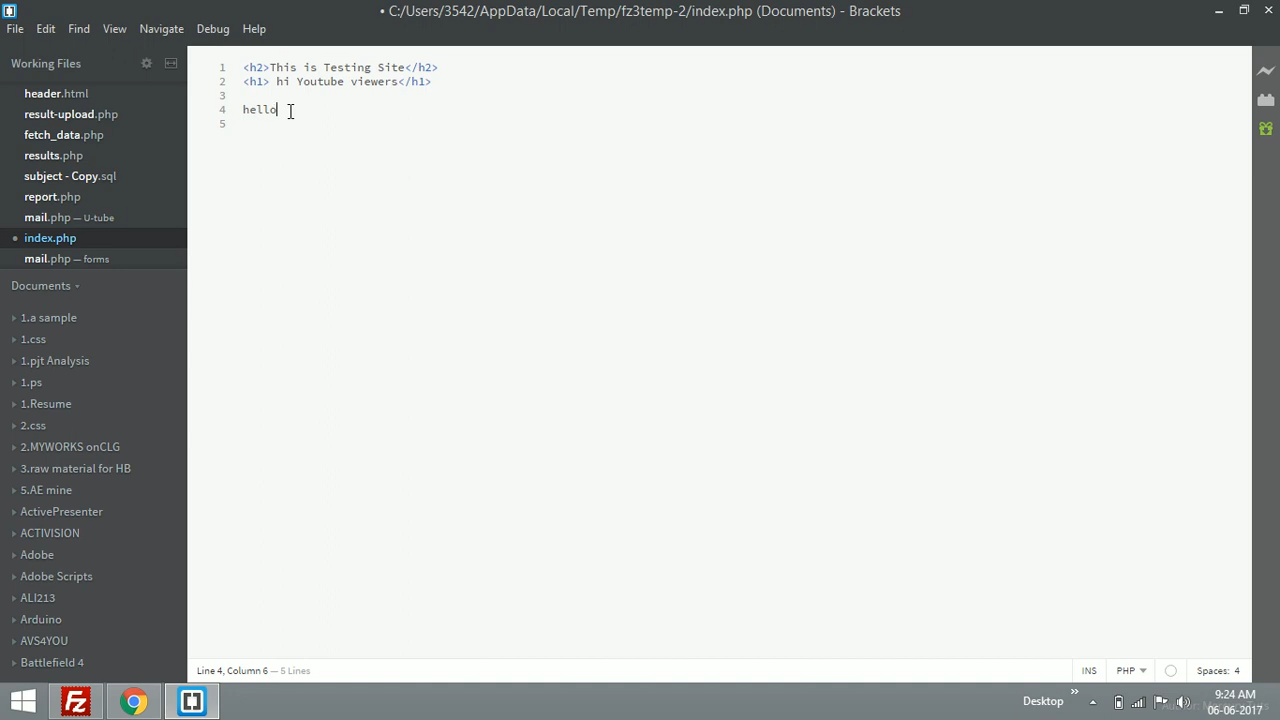 • C:/Users/3542/AppData/Local/Temp/fz3temp-2/index.php (Documents) - Brackets
File Edit Find View Navigate Debug Help
Working Files
header.html
result-upload.php
fetch_data.php
results.php
subject - Copy.sql
report.php
mail.php — U-tube
index.php
mail.php — forms
Documents
1.a sample
1.css
1.pjt Analysis
1.ps
1.Resume
2.css
2.MYWORKS onCLG
3.raw material for HB
5.AE mine
ActivePresenter
ACTIVISION
Adobe
Adobe Scripts
ALI213
Arduino
AVS4YOU
Battlefield 4
1 <h2>This is Testing Site</h2>
2 <h1> hi Youtube viewers</h1>
3
4 hello
5
Line 4, Column 6 — 5 Lines
INS PHP Spaces: 4
Fz
Desktop
9:24 AM
06-06-2017